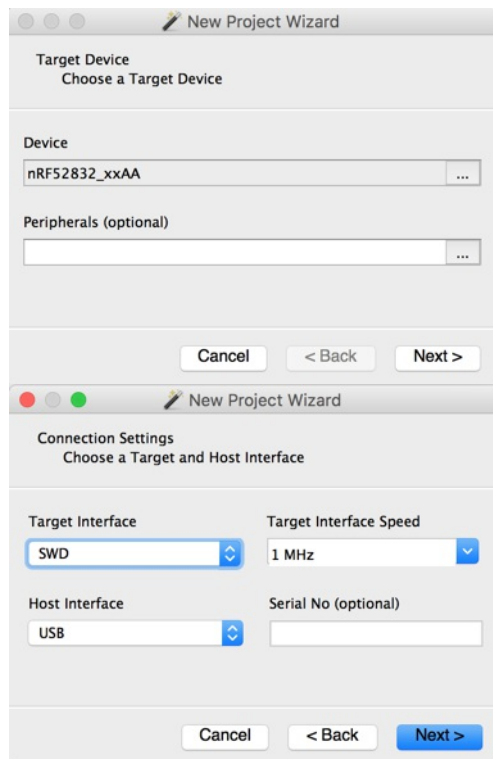 New Project Wizard
Target Device
Choose a Target Device
Device
nRF52832_xxAA
...
Peripherals (optional)
...
Cancel
< Back
Next >
New Project Wizard
Connection Settings
Choose a Target and Host Interface
Target Interface
Target Interface Speed
SWD
1 MHz
Host Interface
Serial No (optional)
USB
Cancel
< Back
Next >